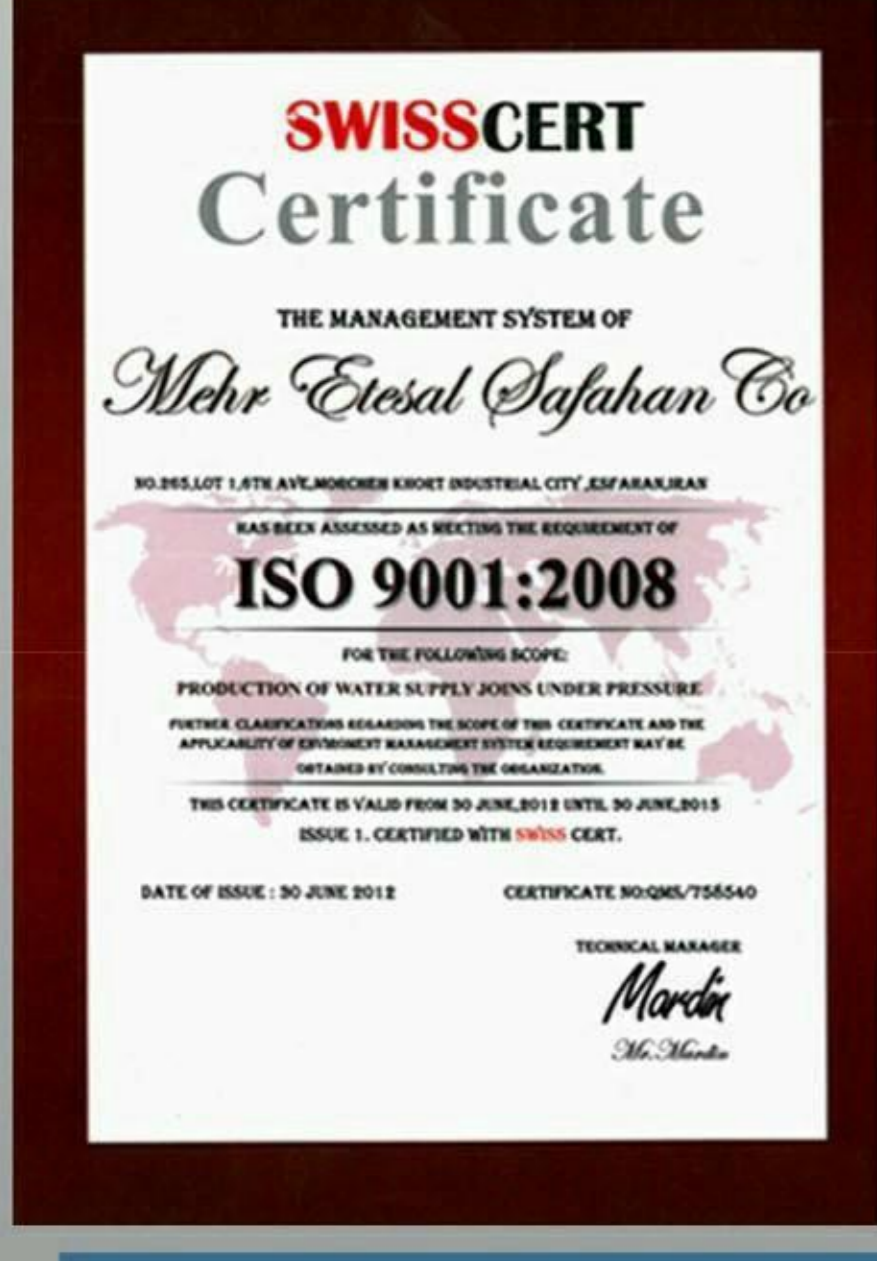 SWISSCERT
Certificate
THE MANAGEMENT SYSTEM OF
Mehr Etesal Safahan Co
NO.265,LOT 1,6TH AVE,MORCHEH KHORT INDUSTRIAL CITY ,ESFAHAN,IRAN
HAS BEEN ASSESSED AS MEETING THE REQUIREMENT OF
ISO 9001:2008
FOR THE FOLLOWING SCOPE:
PRODUCTION OF WATER SUPPLY JOINS UNDER PRESSURE
FURTHER CLARIFICATIONS REGARDING THE SCOPE OF THIS CERTIFICATE AND THE
APPLICABLITY OF ENVIROMENT MANAGEMENT SYSTEM REQUIREMENT MAY BE
OBTAINED BY CONSULTING THE ORGANIZATION.
THIS CERTIFICATE IS VALID FROM 30 JUNE,2012 UNTIL 30 JUNE,2015
ISSUE 1. CERTIFIED WITH SWISS CERT.
DATE OF ISSUE : 30 JUNE 2012
CERTIFICATE NO:QMS/756540
TECHNICAL MANAGER
Mardin
Mr.Mardin